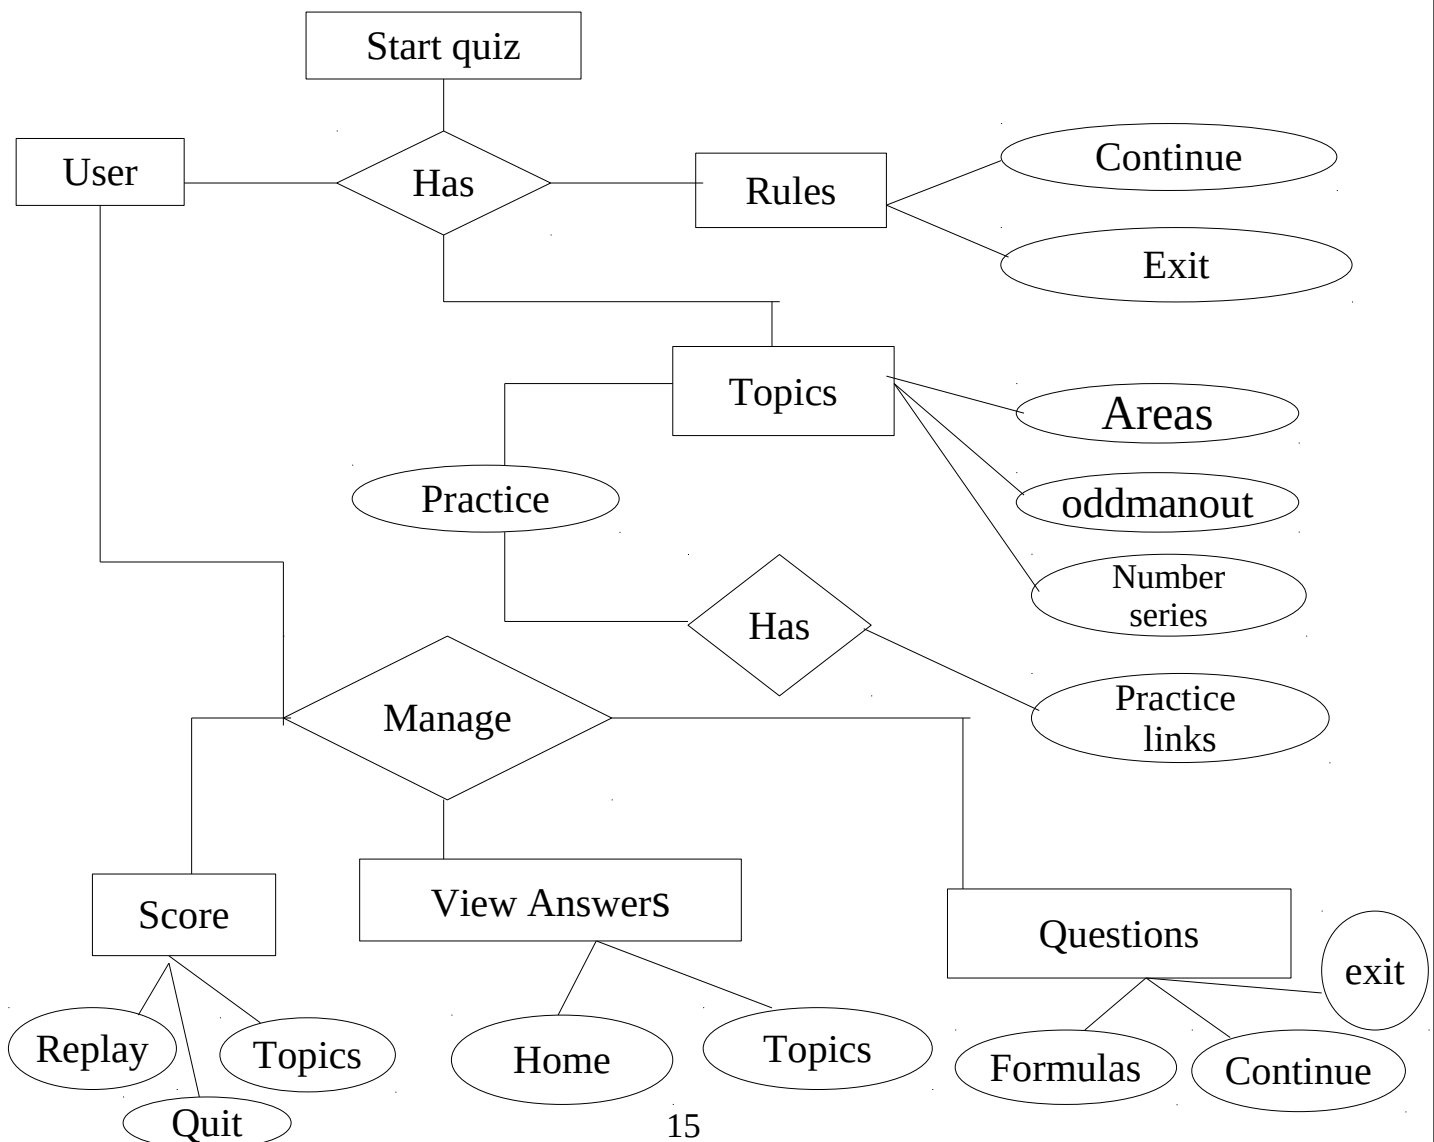 Start quiz
User
Has
Rules
Continue
Exit
Topics
Areas
Practice
oddmanout
Number
series
Has
Practice
links
Manage
Score
View Answers
Questions
exit
Replay
Topics
Quit
Home
Topics
Formulas
Continue
15